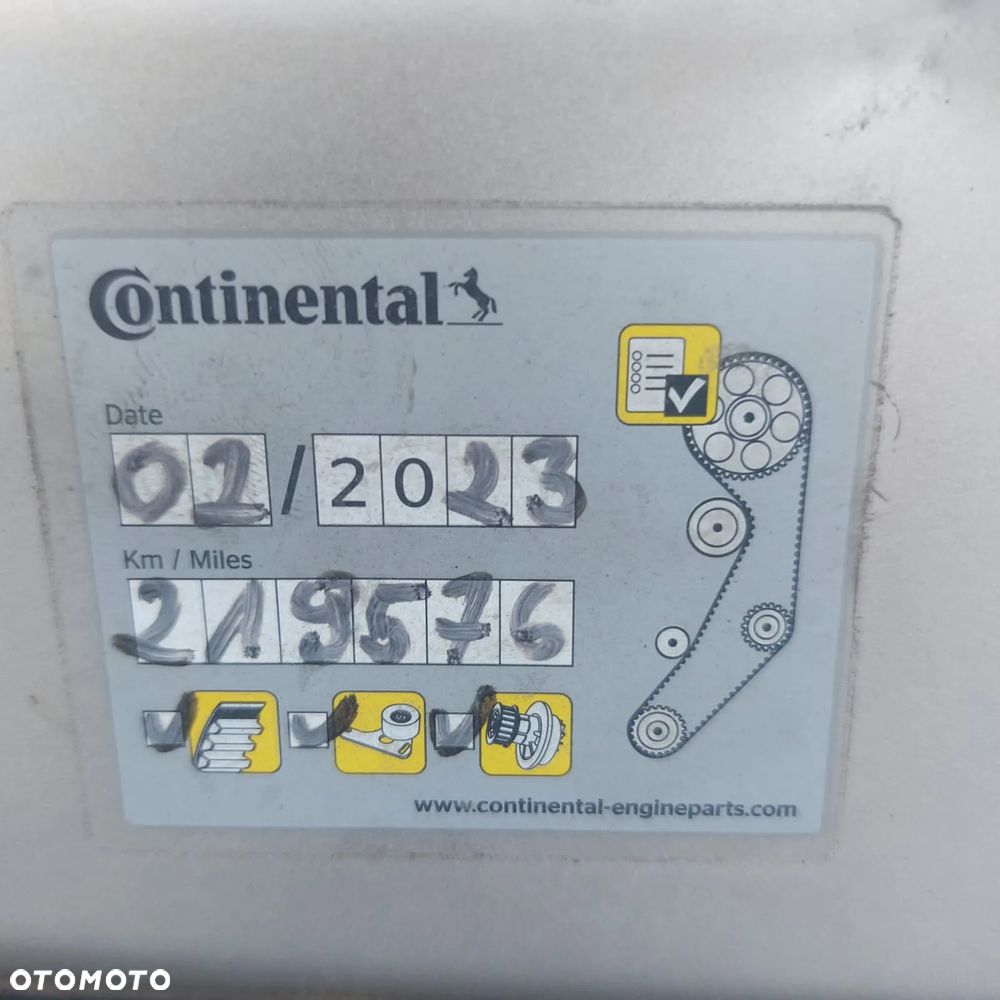 Continental
Date
02/2023
Km / Miles
219576
www.continental-engineparts.com
OTOMOTO